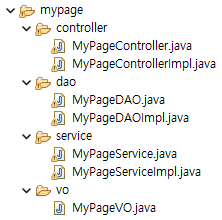 mypage
controller
MyPageController.java
MyPageControllerImpl.java
dao
MyPageDAO.java
MyPageDAOImpl.java
service
MyPageService.java
MyPageServiceImpl.java
vo
MyPageVO.java